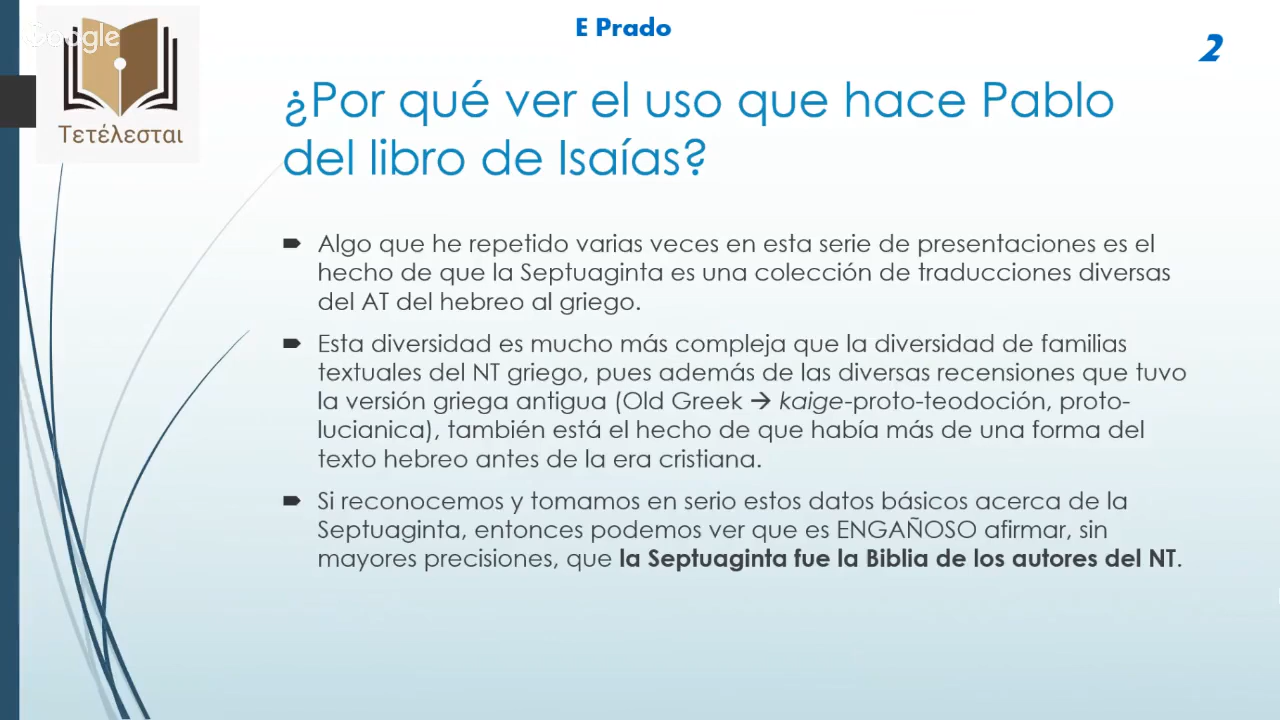 E Prado
Google
2
Τετέλεσται
¿Por qué ver el uso que hace Pablo
del libro de Isaías?
Algo que he repetido varias veces en esta serie de presentaciones es el
hecho de que la Septuaginta es una colección de traducciones diversas
del AT del hebreo al griego.
Esta diversidad es mucho más compleja que la diversidad de familias
textuales del NT griego, pues además de las diversas recensiones que tuvo
la versión griega antigua (Old Greek → kaige-proto-teodoción, proto-
lucianica), también está el hecho de que había más de una forma del
texto hebreo antes de la era cristiana.
Si reconocemos y tomamos en serio estos datos básicos acerca de la
Septuaginta, entonces podemos ver que es ENGAÑOSO afirmar, sin
mayores precisiones, que la Septuaginta fue la Biblia de los autores del NT.